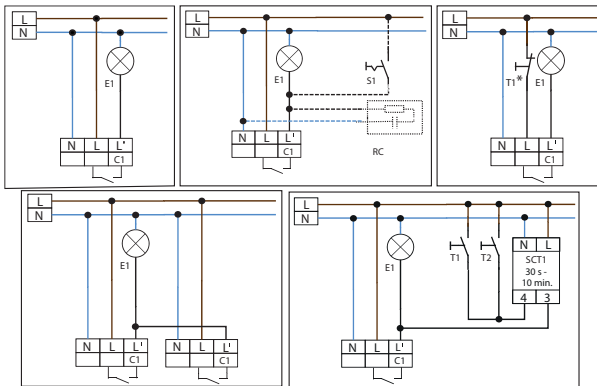 L
N
E1
N L L'
C1
L
N
E1
S1
N L L'
C1
RC
L
N
T1* E1
N L L'
C1
L
N
E1
N L L'
C1
N L L'
C1
L
N
E1
T1 T2
N L
SCT1
30 s -
10 min.
4 3
N L L'
C1